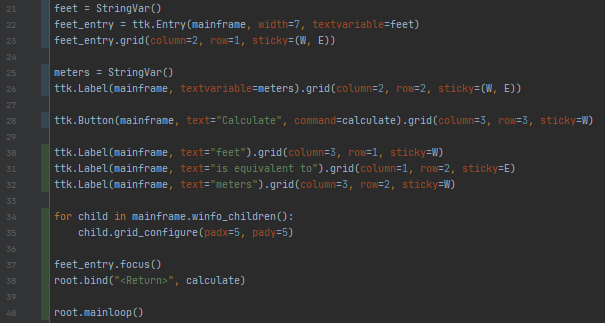 21 feet = StringVar()
22 feet_entry = ttk.Entry(mainframe, width=7, textvariable=feet)
23 feet_entry.grid(column=2, row=1, sticky=(W, E))
24
25 meters = StringVar()
26 ttk.Label(mainframe, textvariable=meters).grid(column=2, row=2, sticky=(W, E))
27
28 ttk.Button(mainframe, text="Calculate", command=calculate).grid(column=3, row=3, sticky=W)
29
30 ttk.Label(mainframe, text="feet").grid(column=3, row=1, sticky=W)
31 ttk.Label(mainframe, text="is equivalent to").grid(column=1, row=2, sticky=E)
32 ttk.Label(mainframe, text="meters").grid(column=3, row=2, sticky=W)
33
34 for child in mainframe.winfo_children():
35     child.grid_configure(padx=5, pady=5)
36
37 feet_entry.focus()
38 root.bind("<Return>", calculate)
39
40 root.mainloop()